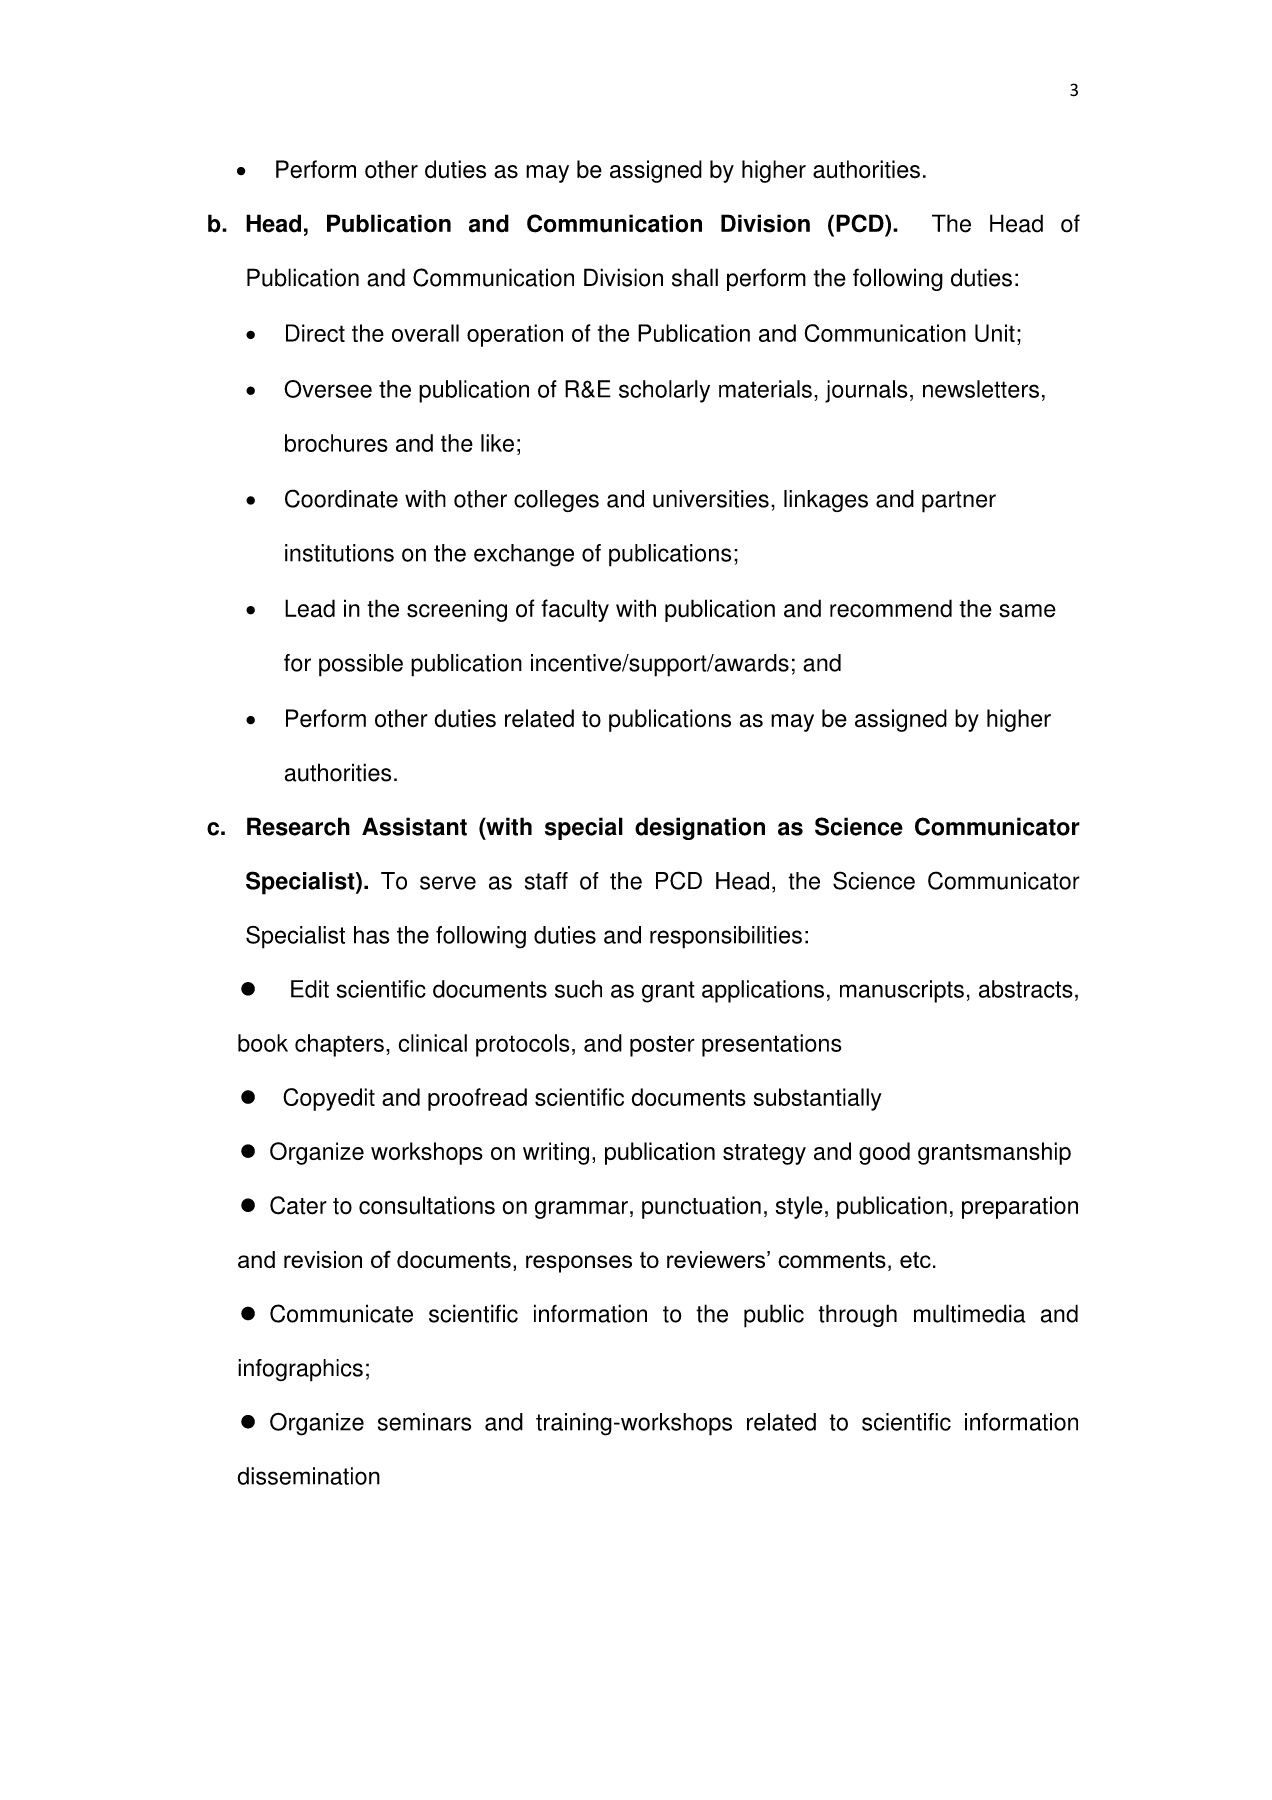 3
• Perform other duties as may be assigned by higher authorities.
b. Head, Publication and Communication Division (PCD). The Head of
Publication and Communication Division shall perform the following duties:
• Direct the overall operation of the Publication and Communication Unit;
• Oversee the publication of R&E scholarly materials, journals, newsletters,
brochures and the like;
• Coordinate with other colleges and universities, linkages and partner
institutions on the exchange of publications;
• Lead in the screening of faculty with publication and recommend the same
for possible publication incentive/support/awards; and
• Perform other duties related to publications as may be assigned by higher
authorities.
c. Research Assistant (with special designation as Science Communicator
Specialist). To serve as staff of the PCD Head, the Science Communicator
Specialist has the following duties and responsibilities:
● Edit scientific documents such as grant applications, manuscripts, abstracts,
book chapters, clinical protocols, and poster presentations
● Copyedit and proofread scientific documents substantially
● Organize workshops on writing, publication strategy and good grantsmanship
● Cater to consultations on grammar, punctuation, style, publication, preparation
and revision of documents, responses to reviewers’ comments, etc.
● Communicate scientific information to the public through multimedia and
infographics;
● Organize seminars and training-workshops related to scientific information
dissemination